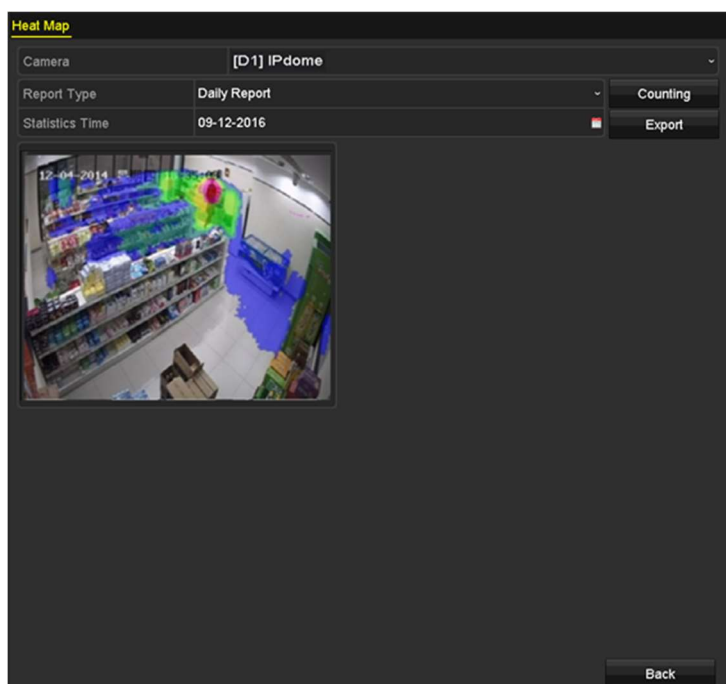 Heat Map
Camera [D1] IPdome
Report Type Daily Report Counting
Statistics Time 09-12-2016 Export
12-04-2014
Back